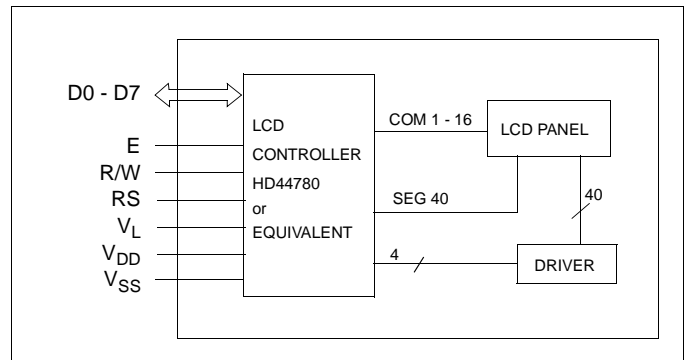 D0 - D7
E
R/W
RS
VL
VDD
VSS
LCD
CONTROLLER
HD44780
or
EQUIVALENT
COM 1 - 16
SEG 40
4
LCD PANEL
40
DRIVER